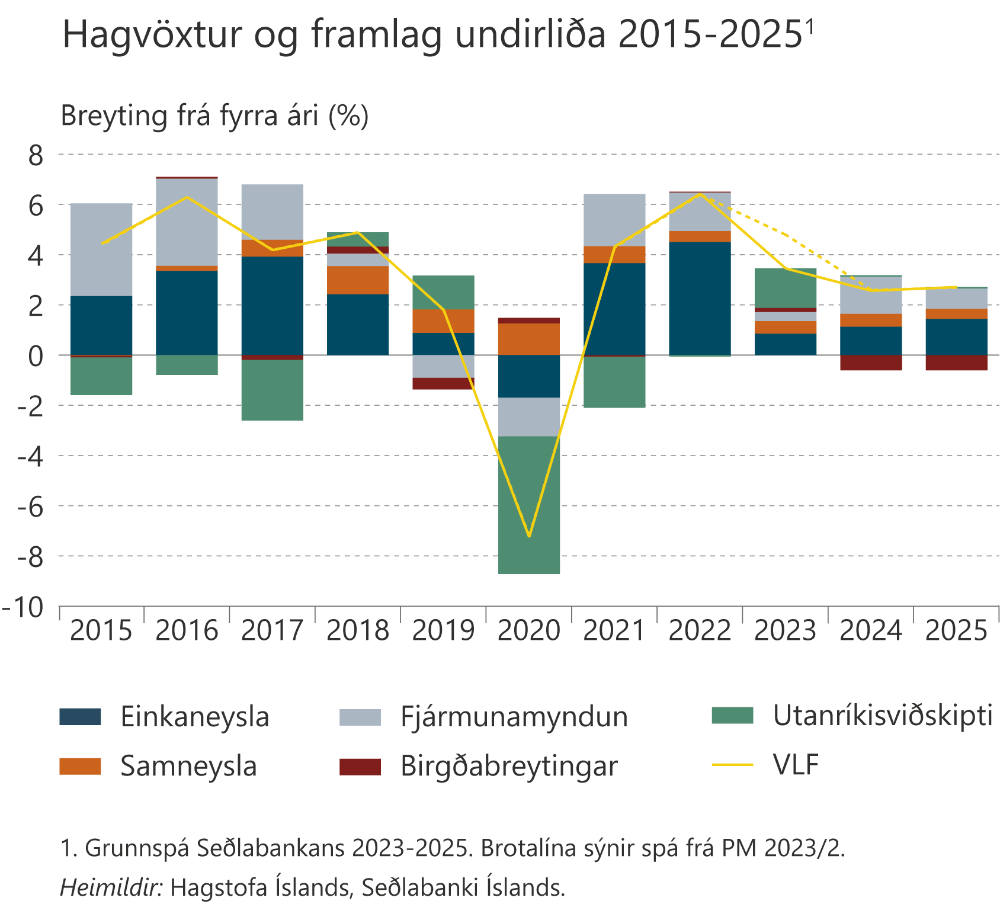 Hagvöxtur og framlag undirliða 2015-2025¹
Breyting frá fyrra ári (%)
8
6
4
2
0
-2
-4
-6
-8
-10
2015 2016 2017 2018 2019 2020 2021 2022 2023 2024 2025
Einkaneysla Fjármunamyndun Utanríkisviðskipti
Samneysla Birgðabreytingar VLF
1. Grunnspá Seðlabankans 2023-2025. Brotalína sýnir spá frá PM 2023/2.
Heimildir: Hagstofa Íslands, Seðlabanki Íslands.